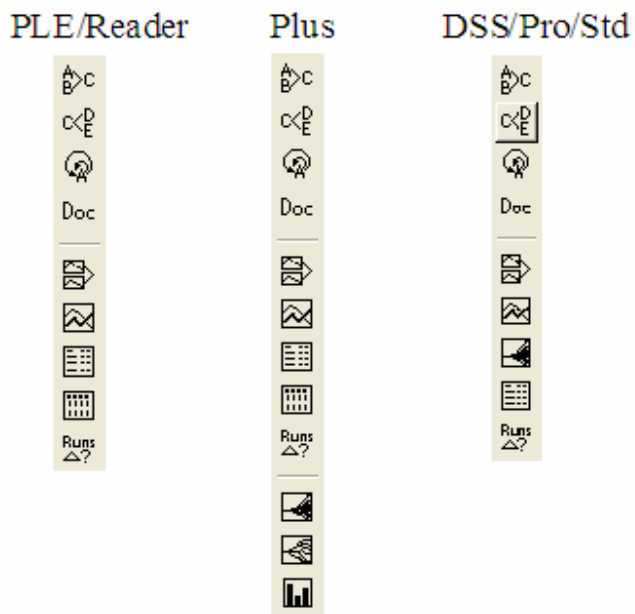 PLE/Reader
A
B>C
C<D
E
A
Doc
Runs
△?
Plus
A
B>C
C<D
E
A
Doc
Runs
△?
DSS/Pro/Std
A
B>C
C<D
E
A
Doc
Runs
△?